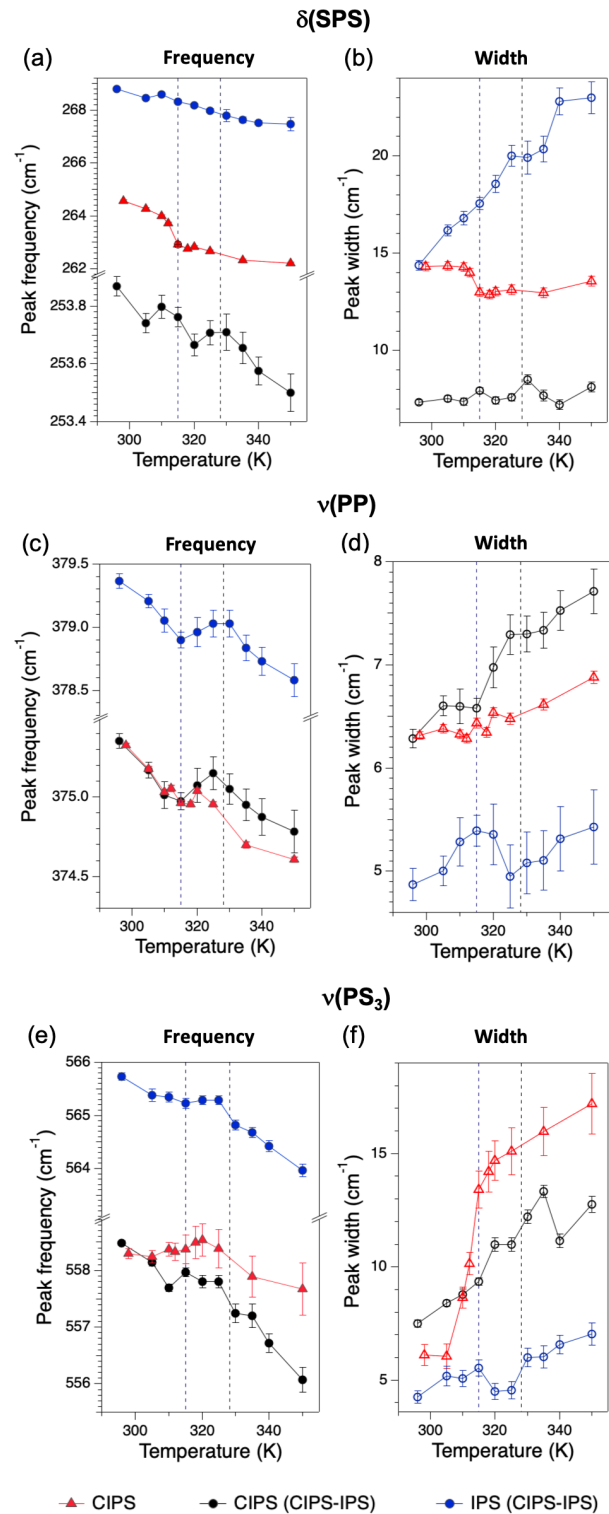 δ(SPS)
(a) Frequency
Peak frequency (cm⁻¹)
268
266
264
262
253.8
253.6
253.4
300 320 340
Temperature (K)
(b) Width
Peak width (cm⁻¹)
20
15
10
300 320 340
Temperature (K)
ν(PP)
(c) Frequency
Peak frequency (cm⁻¹)
379.5
379.0
378.5
375.0
374.5
300 320 340
Temperature (K)
(d) Width
Peak width (cm⁻¹)
8
7
6
5
300 320 340
Temperature (K)
ν(PS₃)
(e) Frequency
Peak frequency (cm⁻¹)
566
565
564
558
557
556
300 320 340
Temperature (K)
(f) Width
Peak width (cm⁻¹)
15
10
5
300 320 340
Temperature (K)
CIPS CIPS (CIPS-IPS) IPS (CIPS-IPS)